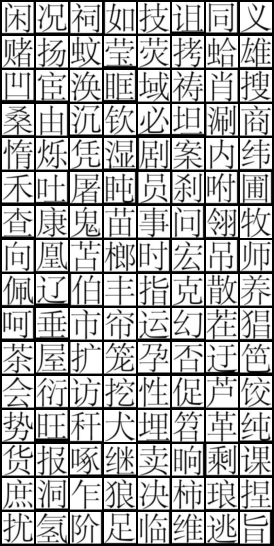 闲况祠如技诅同义
赌扬蚊莹荧拷蛤雄
凹宦涣眶域祷肖搜
桑由沉钦必坦涮商
惰烁凭湿剧案内纬
禾吐屠盹员刹咐圃
查康鬼苗事问翎牧
向凰苫榔时宏吊师
佩辽伯丰指克散养
呵垂市帘运幻茬猖
茶屋扩笼孕否迂笆
会衍访挖性促芦饺
势旺秆犬埋笤革纯
货报啄继卖晌剩课
庶洞乍狼决柿琅捏
扰氢阶足临维逃旨